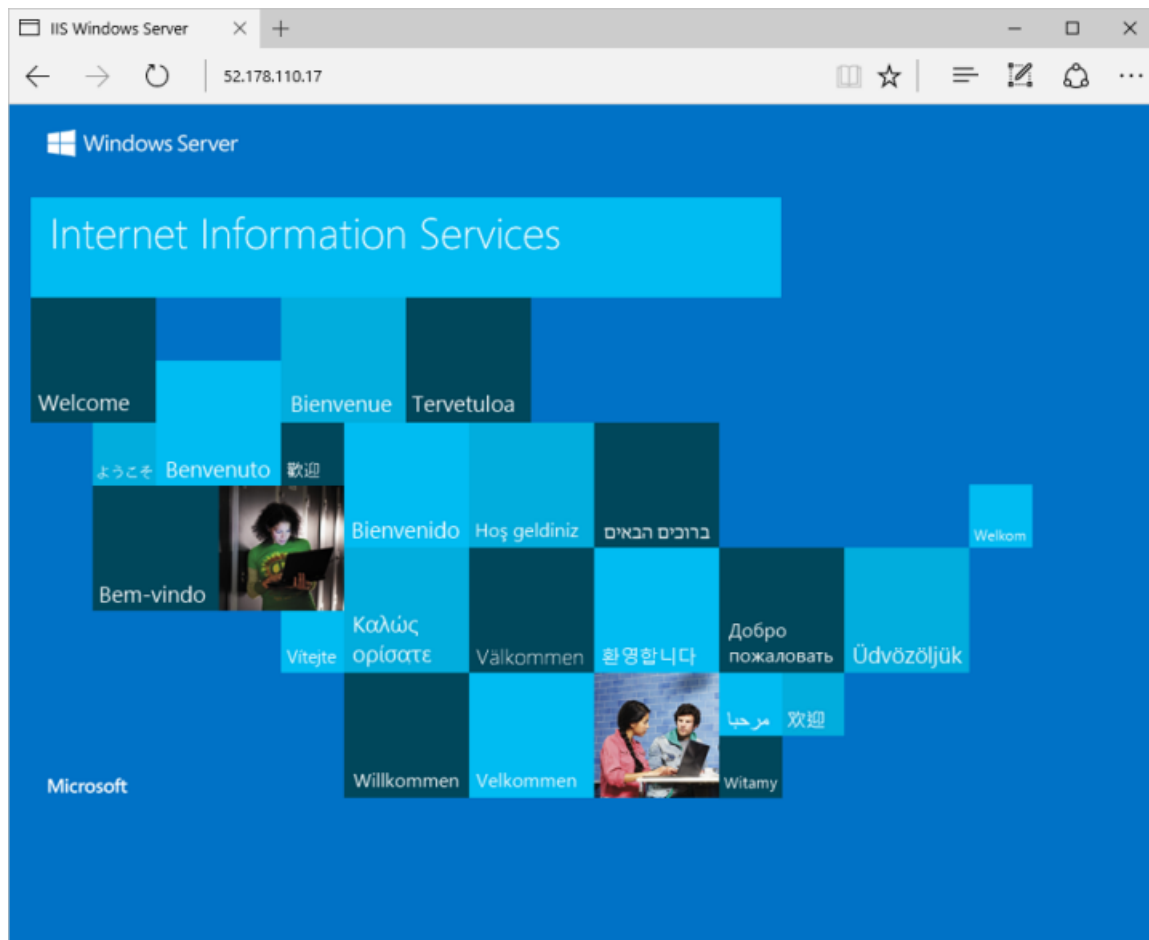 IIS Windows Server
52.178.110.17
Windows Server
Internet Information Services
Welcome
Bienvenue
Tervetuloa
ようこそ
Benvenuto
歡迎
Bienvenido
Hoş geldiniz
ברוכים הבאים
Welkom
Bem-vindo
Vítejte
Καλώς
ορίσατε
Välkommen
환영합니다
Добро
пожаловать
Üdvözöljük
مرحبا
欢迎
Microsoft
Willkommen
Velkommen
Witamy